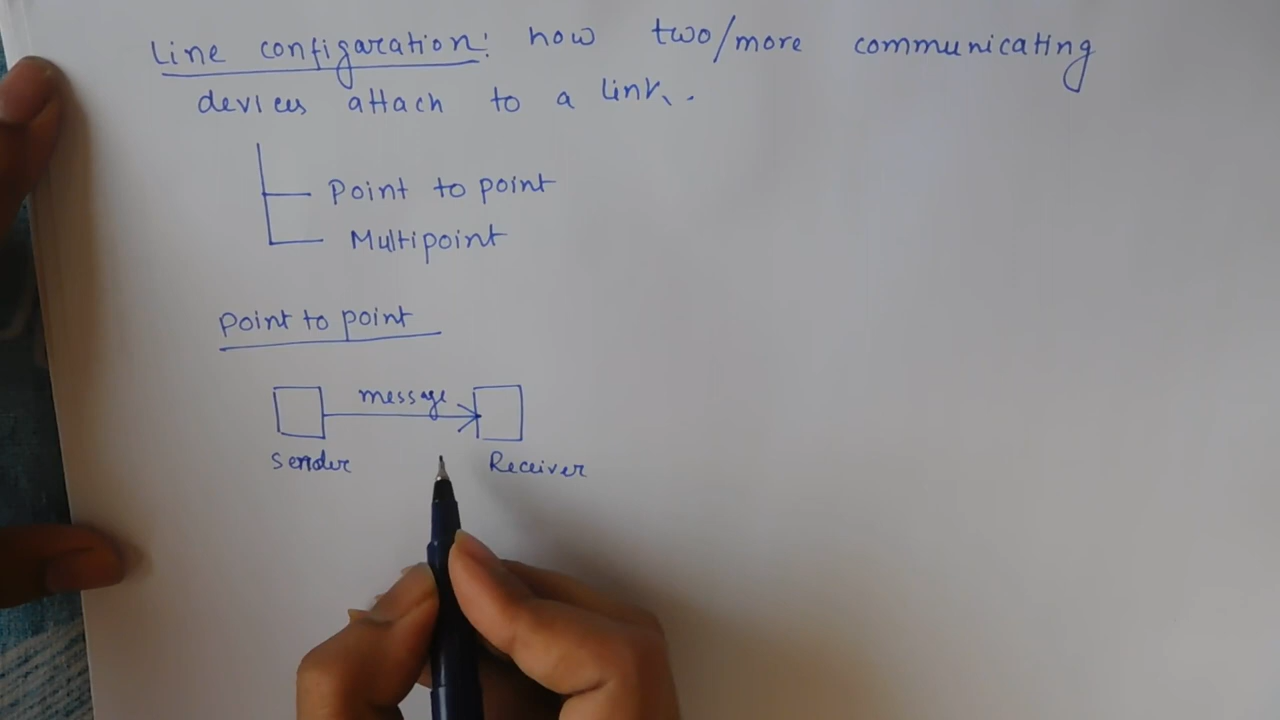 Line configaration: how two/more communicating
devices attach to a link.
Point to point
Multipoint
Point to point
message
Sender Receiver